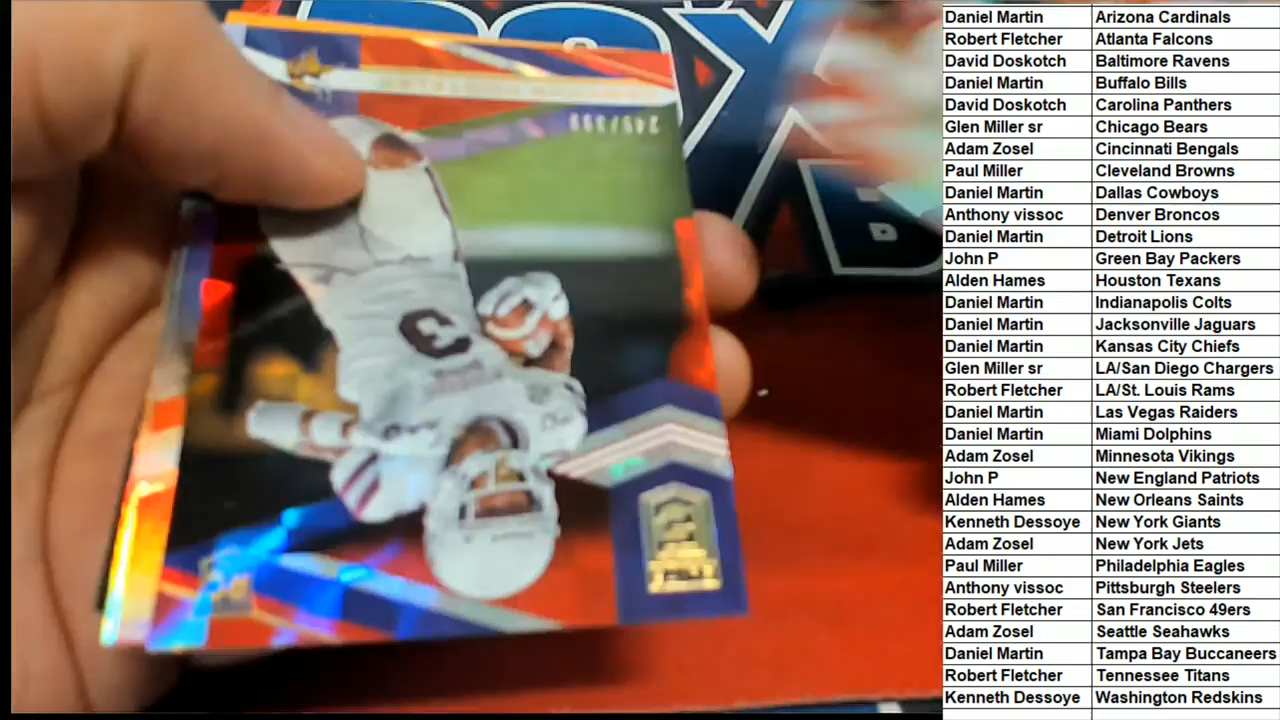 249/399
3
Daniel Martin Arizona Cardinals
Robert Fletcher Atlanta Falcons
David Doskotch Baltimore Ravens
Daniel Martin Buffalo Bills
David Doskotch Carolina Panthers
Glen Miller sr Chicago Bears
Adam Zosel Cincinnati Bengals
Paul Miller Cleveland Browns
Daniel Martin Dallas Cowboys
Anthony vissoc Denver Broncos
Daniel Martin Detroit Lions
John P Green Bay Packers
Alden Hames Houston Texans
Daniel Martin Indianapolis Colts
Daniel Martin Jacksonville Jaguars
Daniel Martin Kansas City Chiefs
Glen Miller sr LA/San Diego Chargers
Robert Fletcher LA/St. Louis Rams
Daniel Martin Las Vegas Raiders
Daniel Martin Miami Dolphins
Adam Zosel Minnesota Vikings
John P New England Patriots
Alden Hames New Orleans Saints
Kenneth Dessoye New York Giants
Adam Zosel New York Jets
Paul Miller Philadelphia Eagles
Anthony vissoc Pittsburgh Steelers
Robert Fletcher San Francisco 49ers
Adam Zosel Seattle Seahawks
Daniel Martin Tampa Bay Buccaneers
Robert Fletcher Tennessee Titans
Kenneth Dessoye Washington Redskins